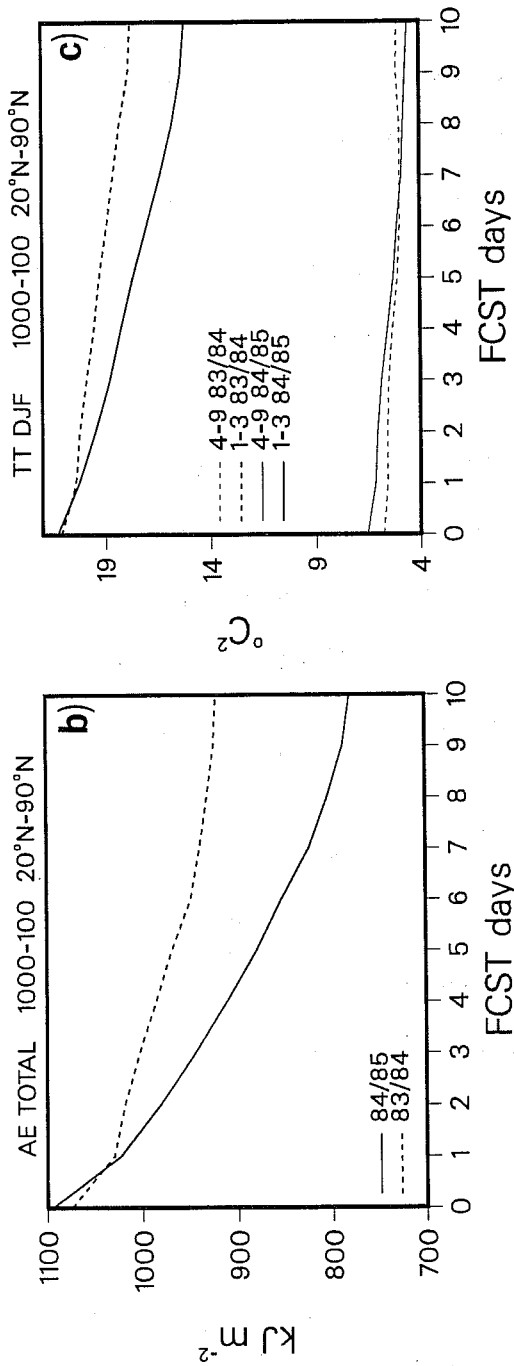 AE TOTAL 1000-100 20°N-90°N
b)
1100
1000
900
800
700
kJ m⁻²
84/85
83/84
0 1 2 3 4 5 6 7 8 9 10
FCST days
TT DJF 1000-100 20°N-90°N
c)
19
14
9
4
°C²
4-9 83/84
1-3 83/84
4-9 84/85
1-3 84/85
0 1 2 3 4 5 6 7 8 9 10
FCST days